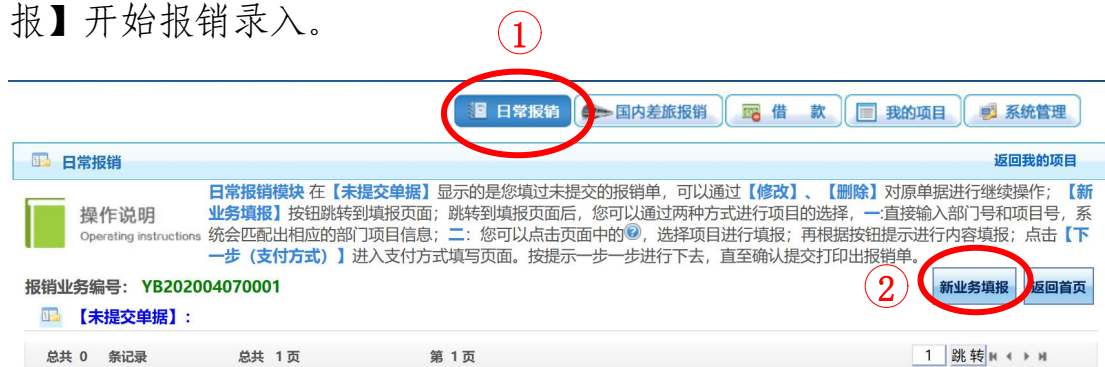 报】开始报销录入。
①
日常报销 国内差旅报销 借 款 我的项目 系统管理
日常报销 返回我的项目
操作说明
Operating instructions
日常报销模块 在【未提交单据】显示的是您填过未提交的报销单，可以通过【修改】、【删除】对原单据进行继续操作；【新
业务填报】按钮跳转到填报页面；跳转到填报页面后，您可以通过两种方式进行项目的选择，一:直接输入部门号和项目号，系
统会匹配出相应的部门项目信息；二：您可以点击页面中的?，选择项目进行填报；再根据按钮提示进行内容填报；点击【下
一步（支付方式）】进入支付方式填写页面。按提示一步一步进行下去，直至确认提交打印出报销单。
②
报销业务编号： YB202004070001 新业务填报 返回首页
【未提交单据】:
总共 0 条记录 总共 1 页 第 1 页 1 跳 转